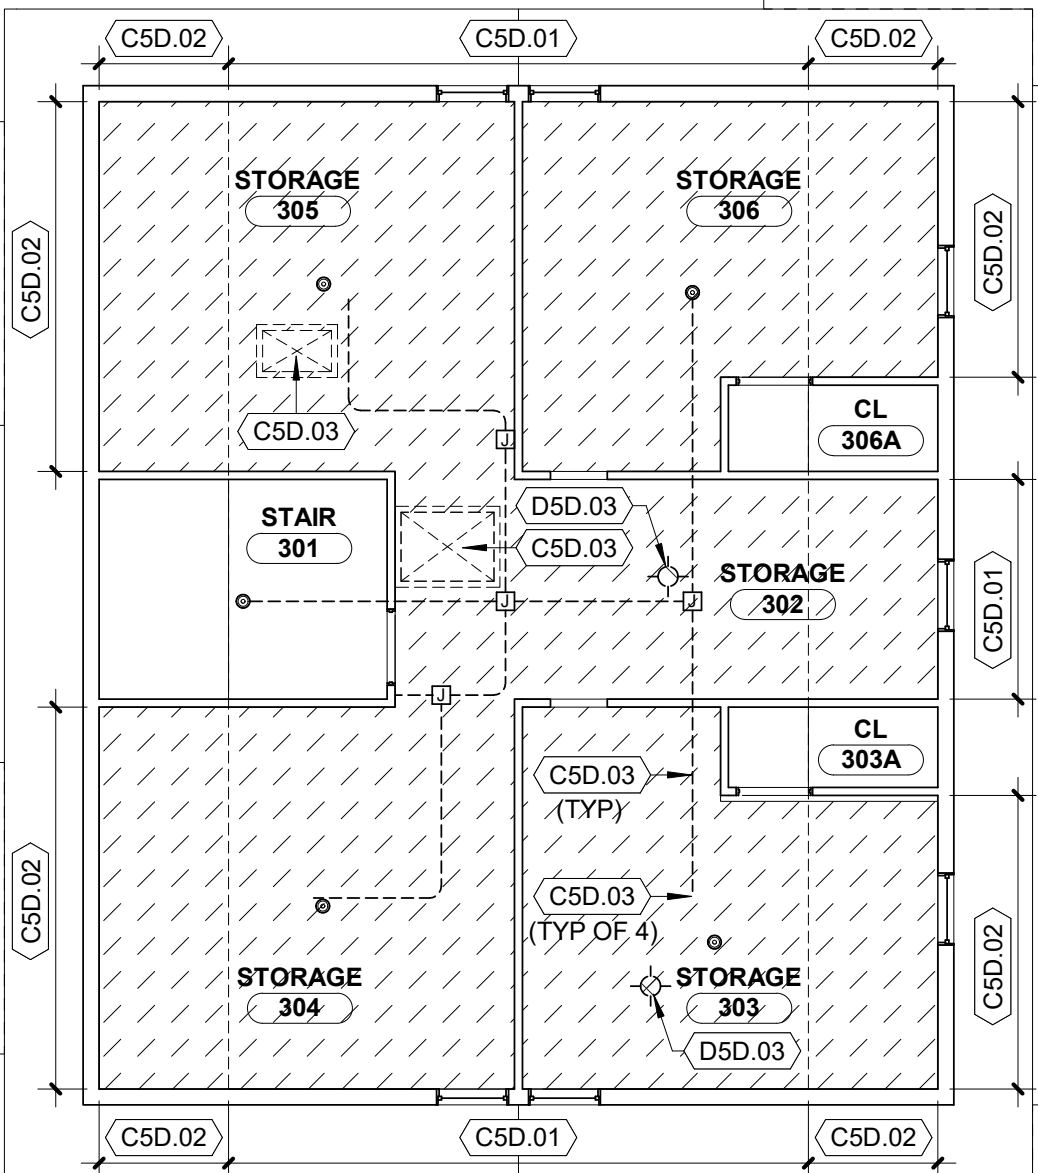 C5D.02
C5D.01
C5D.02
STORAGE
305
STORAGE
306
C5D.02
C5D.02
C5D.03
J
CL
306A
STAIR
301
D5D.03
C5D.03
STORAGE
302
J
J
C5D.01
J
CL
303A
C5D.03
(TYP)
C5D.03
(TYP OF 4)
C5D.02
C5D.02
STORAGE
304
STORAGE
303
D5D.03
C5D.02
C5D.01
C5D.02